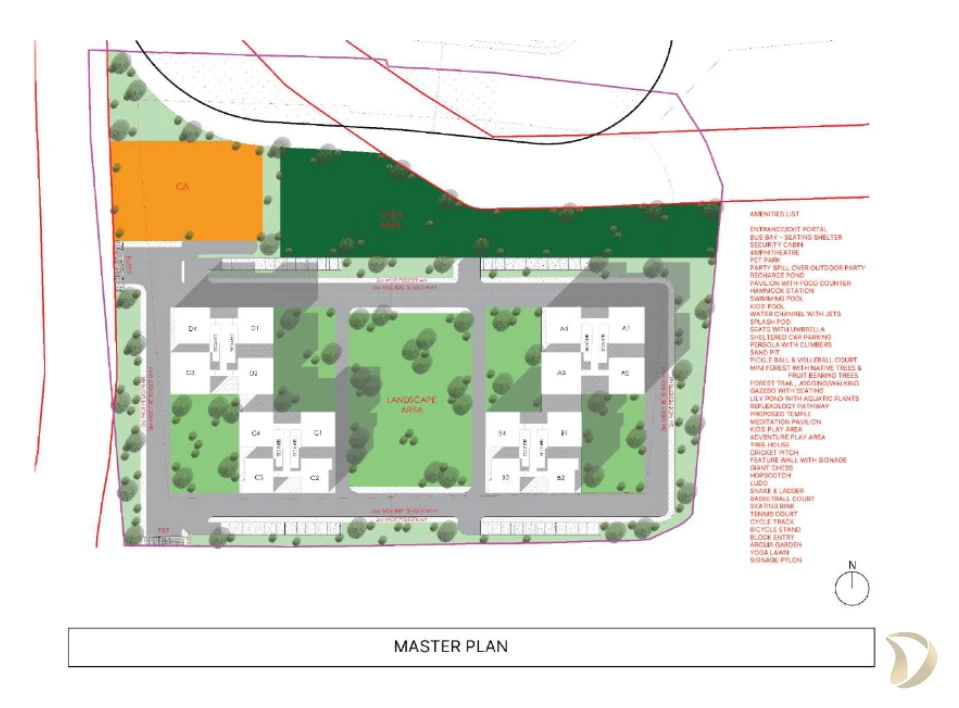 CA
OPEN
AREA
ENTRY
D4
D1
D3
D2
A4
A1
A3
LANDSCAPE
AREA
C4
C1
C3
C2
B4
B1
B3
B2
EXIT
AMENITIES LIST
ENTRANCE/EXIT PORTAL
BUS BAY - SEATING SHELTER
SECURITY CABIN
AMPHITHEATRE
PET PARK
PARTY SPILL OVER OUTDOOR PARTY
RECHARGE POND
PAVILION WITH FOOD COUNTER
HAMMOCK STATION
SWIMMING POOL
KIDS' POOL
WATER CHANNEL WITH JETS
SPLASH POD
SEATS WITH UMBRELLA
SHELTERED CAR PARKING
PERGOLA WITH CLIMBERS
SAND PIT
PICKLE BALL & VOLLEBALL COURT
MINI FOREST WITH NATIVE TREES &
FRUIT BEARING TREES
FOREST TRAIL, JOGGING/WALKING
GAZEBO WITH SEATING
LILY POND WITH AQUATIC PLANTS
REFLEXOLOGY PATHWAY
PROPOSED TEMPLE
MEDITATION PAVILION
KIDS' PLAY AREA
ADVENTURE PLAY AREA
TREE HOUSE
CRICKET PITCH
FEATURE WALL WITH SIGNAGE
GIANT CHESS
HOPSCOTCH
LUDO
SNAKE & LADDER
BASKETBALL COURT
SKATING RINK
TENNIS COURT
CYCLE TRACK
BICYCLE STAND
BLOCK ENTRY
AROMA GARDEN
YOGA LAWN
SIGNAGE PYLON
N
MASTER PLAN